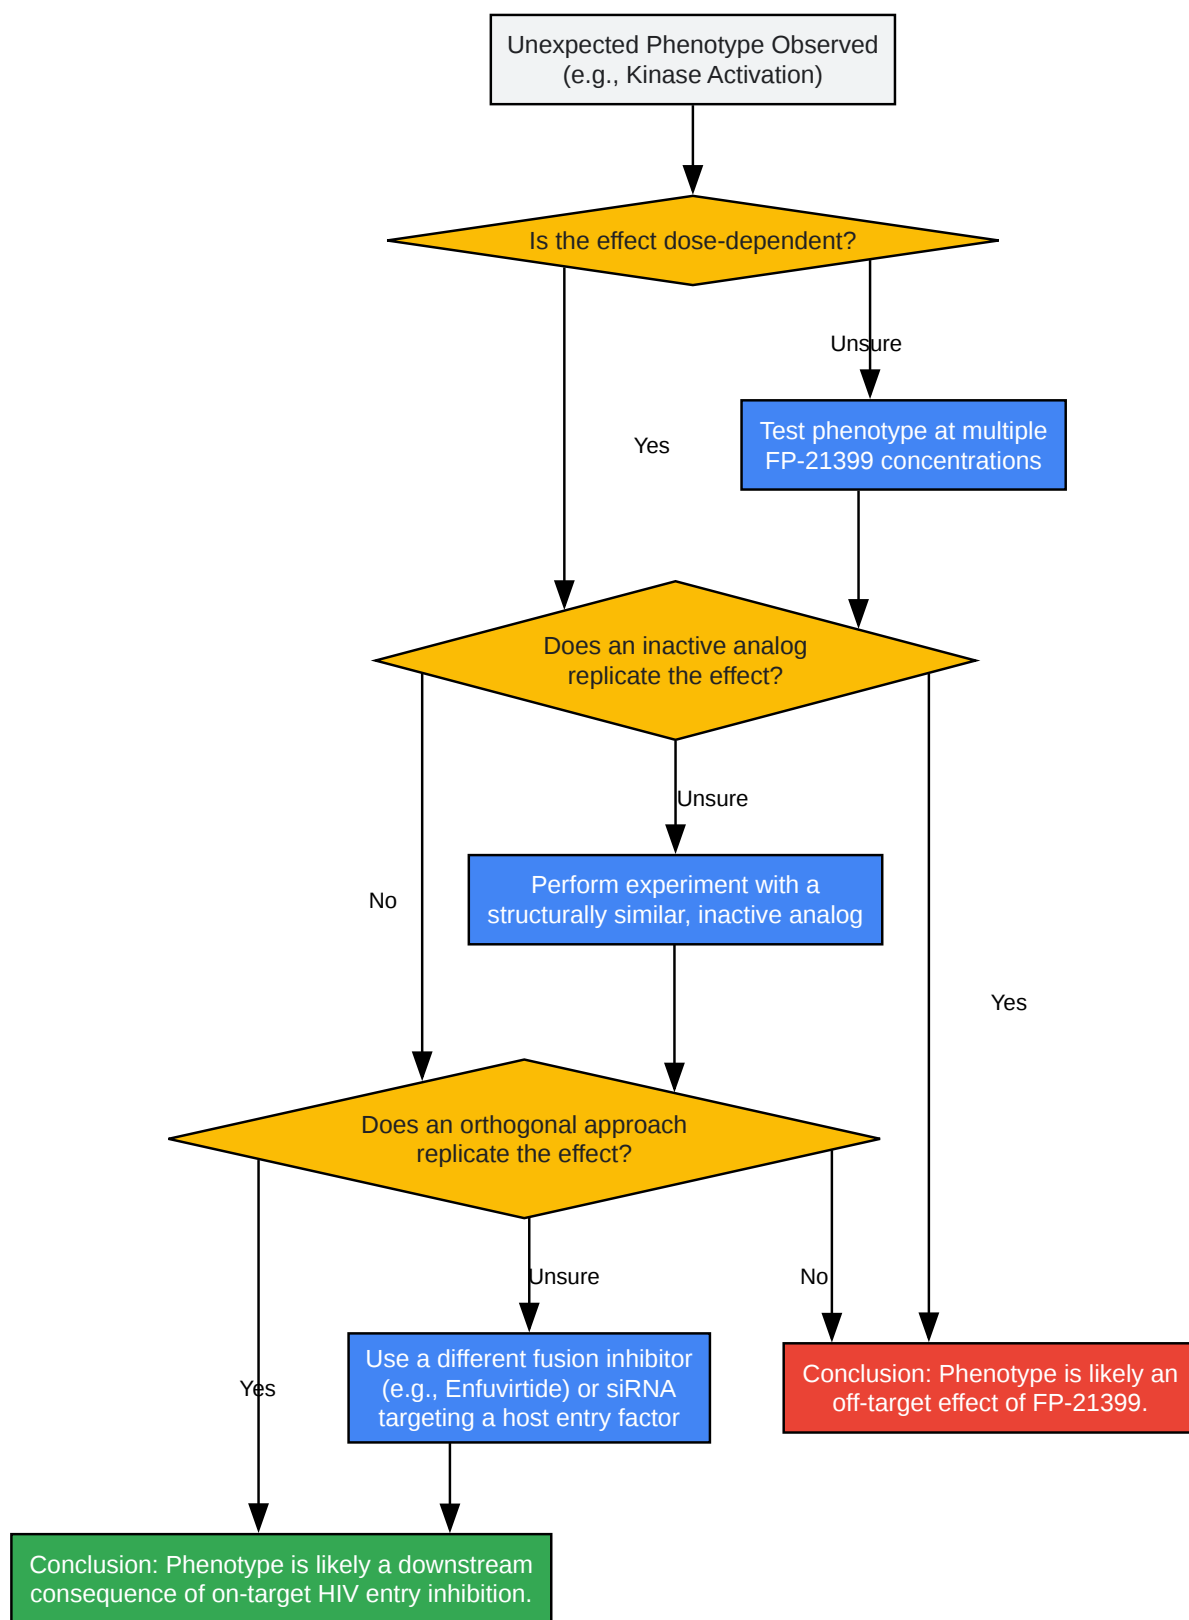 Unexpected Phenotype Observed
(e.g., Kinase Activation)
Is the effect dose-dependent?
Unsure
Yes
Test phenotype at multiple
FP-21399 concentrations
Does an inactive analog
replicate the effect?
Unsure
No
Perform experiment with a
structurally similar, inactive analog
Yes
Does an orthogonal approach
replicate the effect?
Unsure
No
Yes
Use a different fusion inhibitor
(e.g., Enfuvirtide) or siRNA
targeting a host entry factor
Conclusion: Phenotype is likely an
off-target effect of FP-21399.
Conclusion: Phenotype is likely a downstream
consequence of on-target HIV entry inhibition.